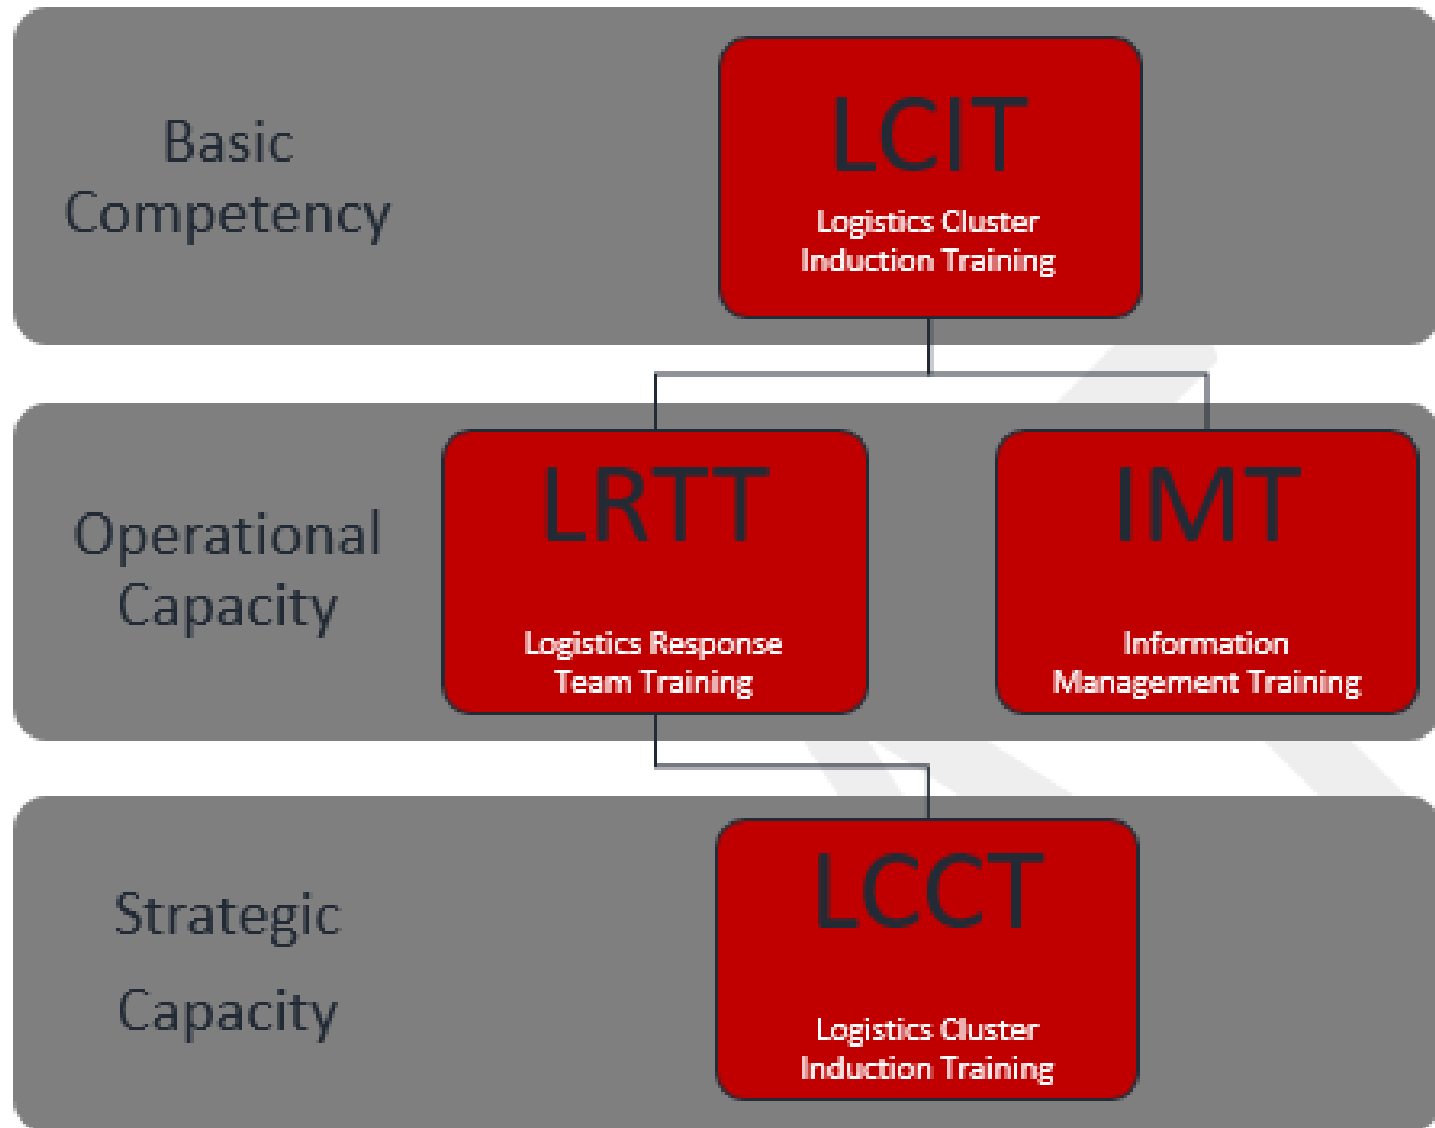 Basic
Competency
LCIT
Logistics Cluster
Induction Training
Operational
Capacity
LRTT
Logistics Response
Team Training
IMT
Information
Management Training
Strategic
Capacity
LCCT
Logistics Cluster
Induction Training